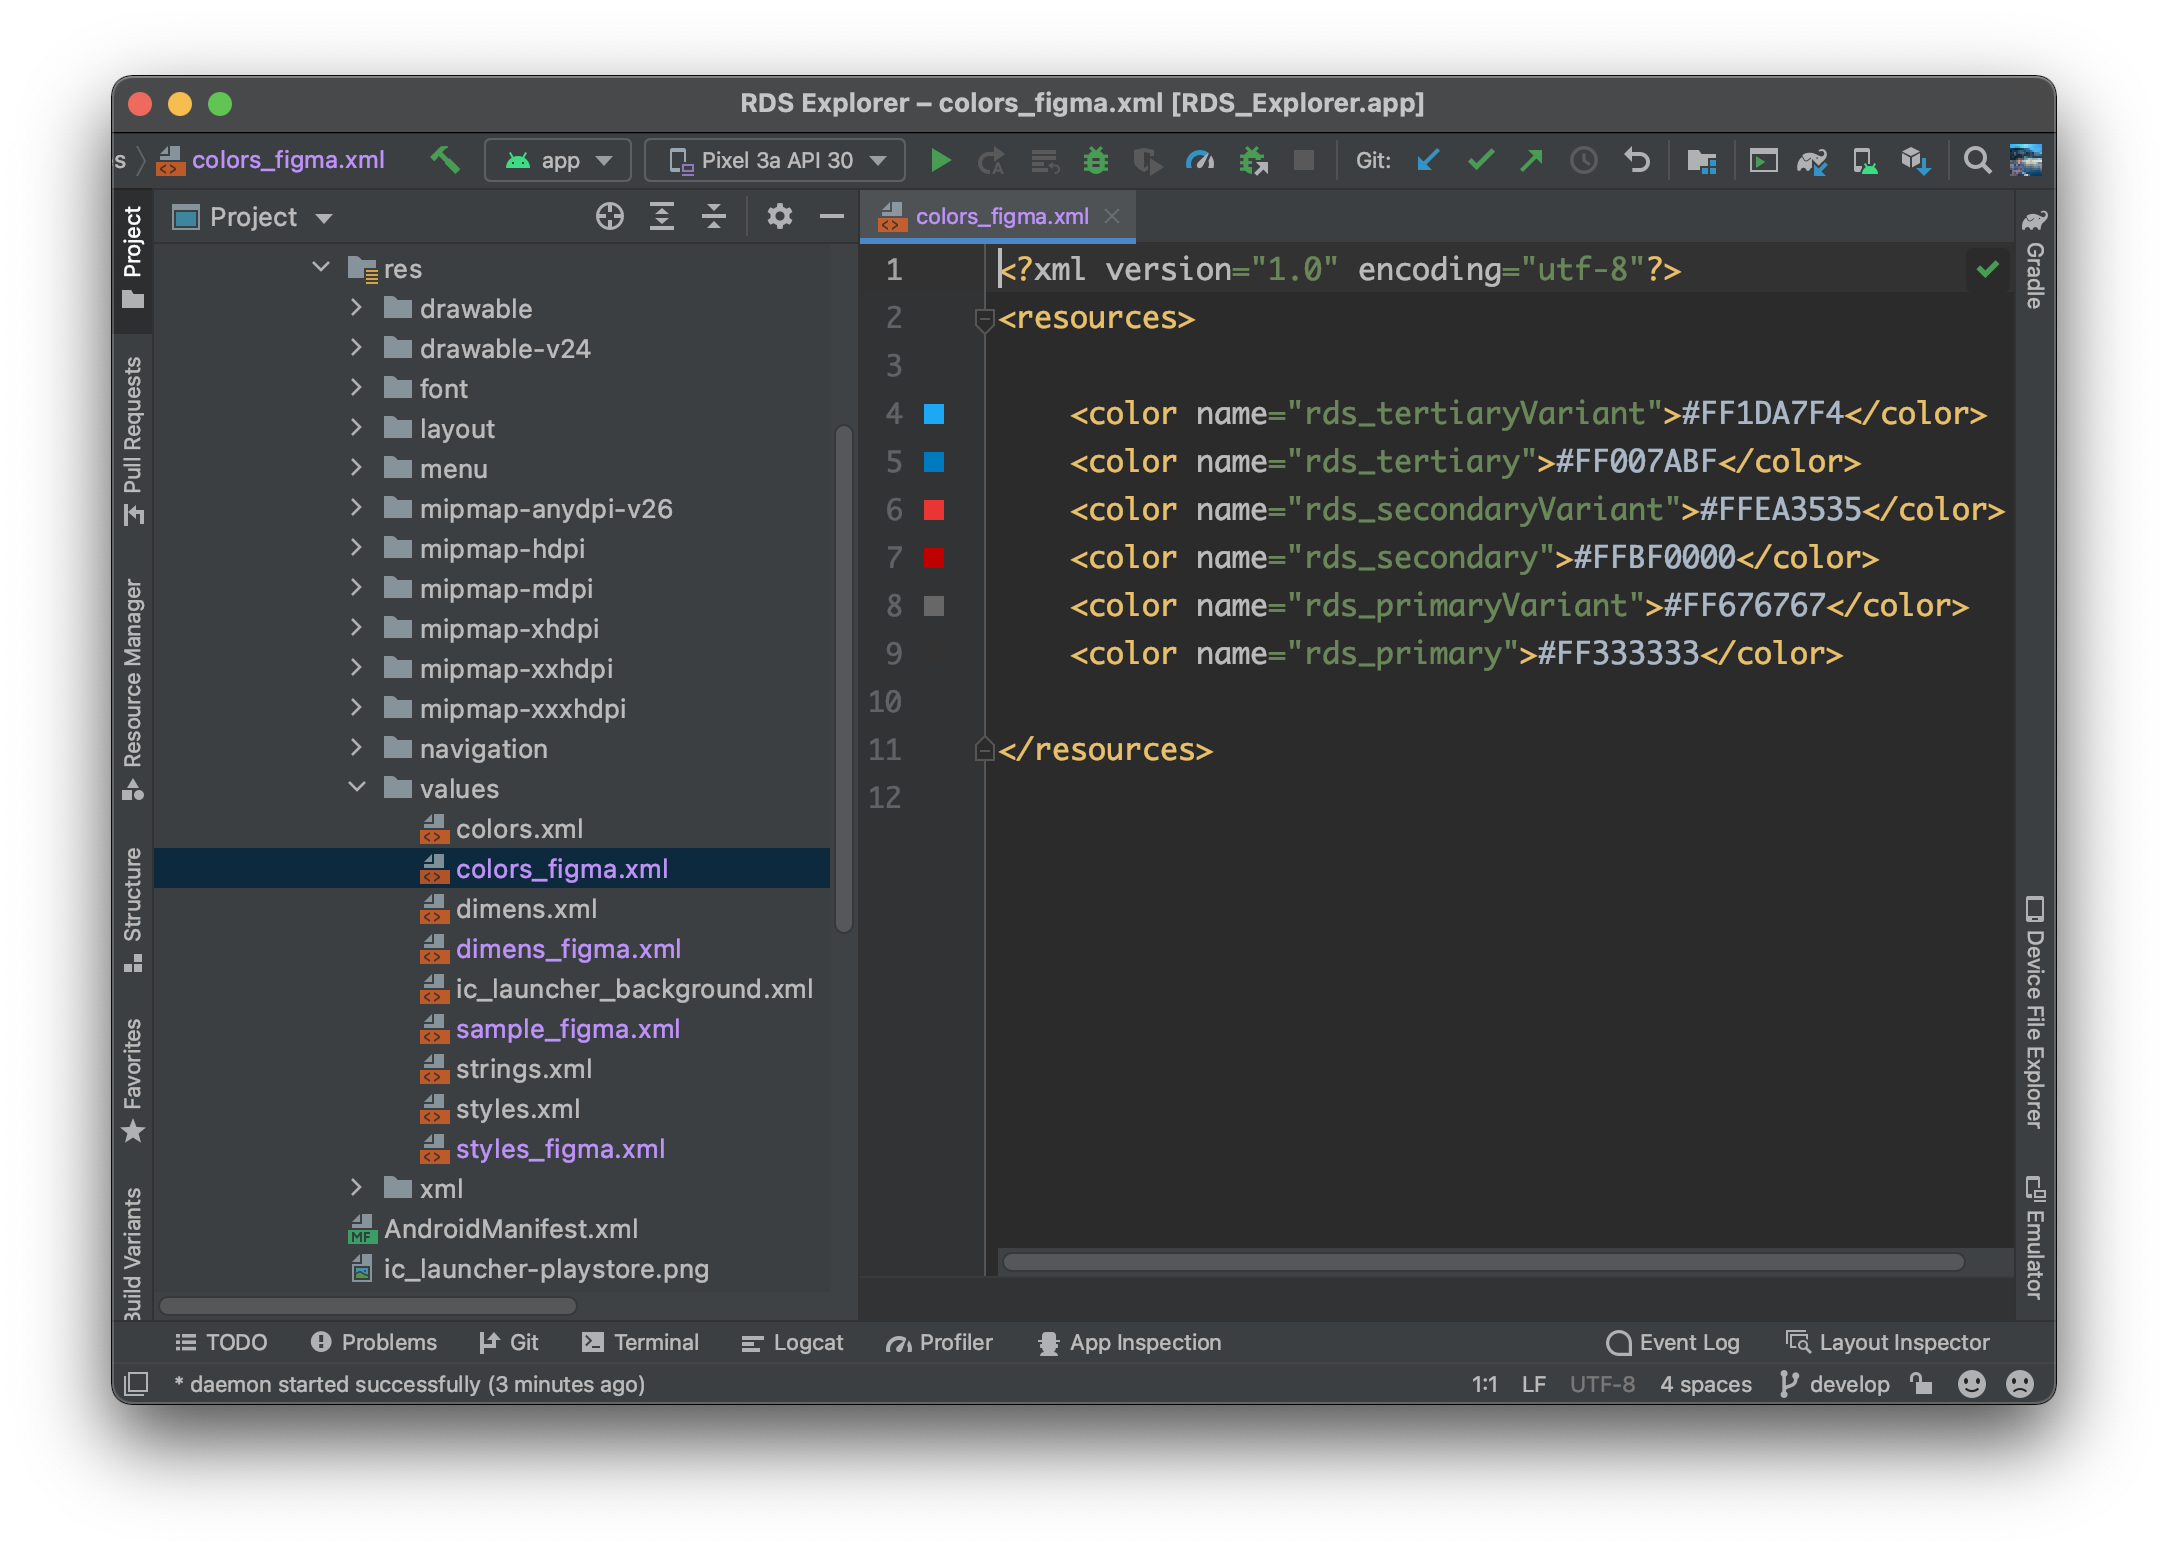 RDS Explorer – colors_figma.xml [RDS_Explorer.app]
s colors_figma.xml app Pixel 3a API 30 Git:
Project
colors_figma.xml
Project
Pull Requests
Resource Manager
Structure
Favorites
Build Variants
res
drawable
drawable-v24
font
layout
menu
mipmap-anydpi-v26
mipmap-hdpi
mipmap-mdpi
mipmap-xhdpi
mipmap-xxhdpi
mipmap-xxxhdpi
navigation
values
colors.xml
colors_figma.xml
dimens.xml
dimens_figma.xml
ic_launcher_background.xml
sample_figma.xml
strings.xml
styles.xml
styles_figma.xml
xml
MF AndroidManifest.xml
ic_launcher-playstore.png
1 <?xml version="1.0" encoding="utf-8"?>
2 <resources>
3
4 <color name="rds_tertiaryVariant">#FF1DA7F4</color>
5 <color name="rds_tertiary">#FF007ABF</color>
6 <color name="rds_secondaryVariant">#FFEA3535</color>
7 <color name="rds_secondary">#FFBF0000</color>
8 <color name="rds_primaryVariant">#FF676767</color>
9 <color name="rds_primary">#FF333333</color>
10
11 </resources>
12
Gradle
Device File Explorer
Emulator
TODO Problems Git Terminal Logcat Profiler App Inspection Event Log Layout Inspector
* daemon started successfully (3 minutes ago) 1:1 LF UTF-8 4 spaces develop